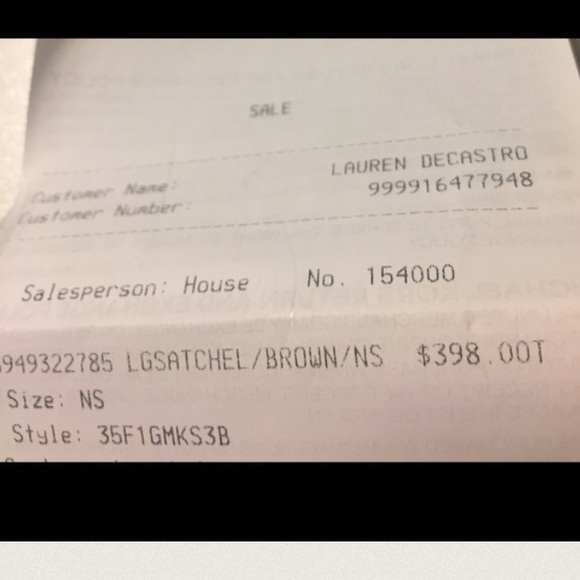 SALE
Customer Name: LAUREN DECASTRO
Customer Number: 999916477948
Salesperson: House No. 154000
949322785 LGSATCHEL/BROWN/NS $398.00T
Size: NS
Style: 35F1GMKS3B